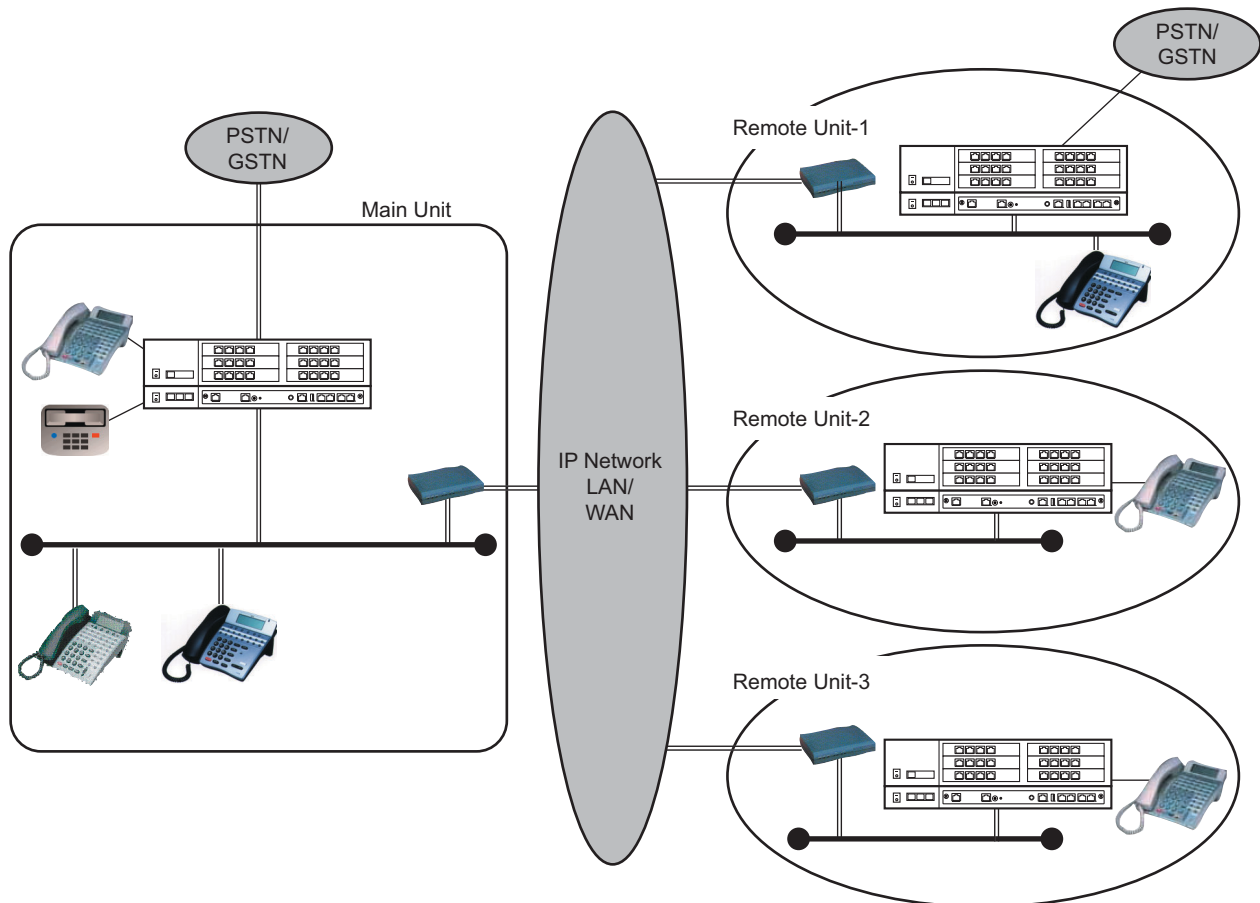 PSTN/
GSTN
PSTN/
GSTN
Main Unit
Remote Unit-1
IP Network
LAN/
WAN
Remote Unit-2
Remote Unit-3